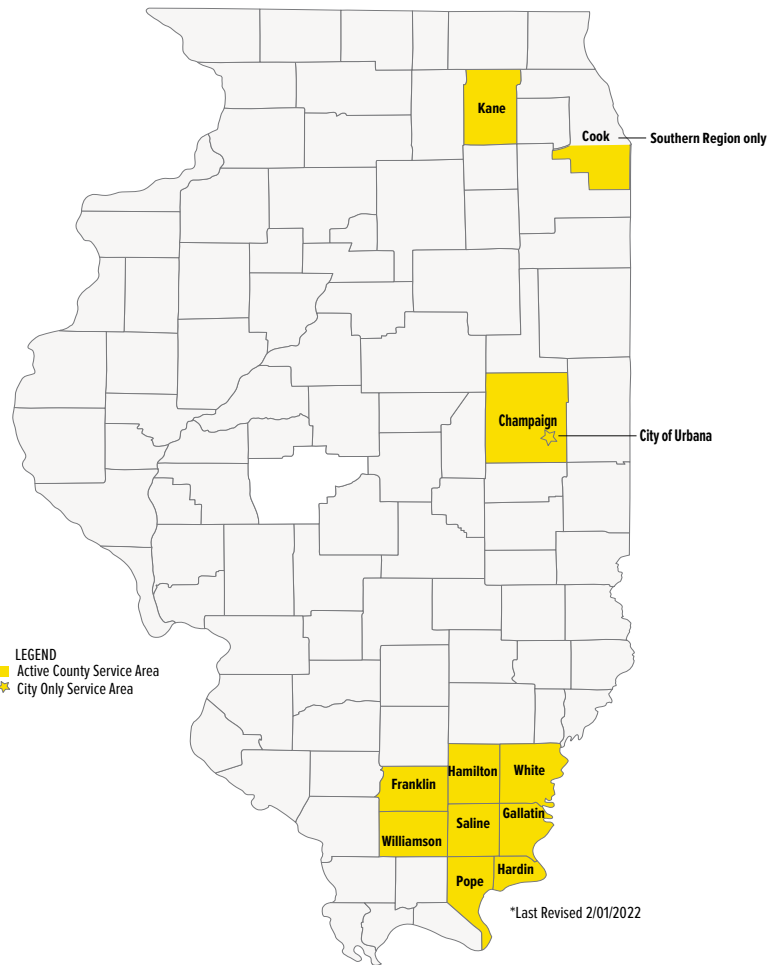 Kane
Cook
Southern Region only
Champaign
City of Urbana
LEGEND
Active County Service Area
City Only Service Area
Hamilton
White
Franklin
Gallatin
Saline
Williamson
Hardin
Pope
*Last Revised 2/01/2022